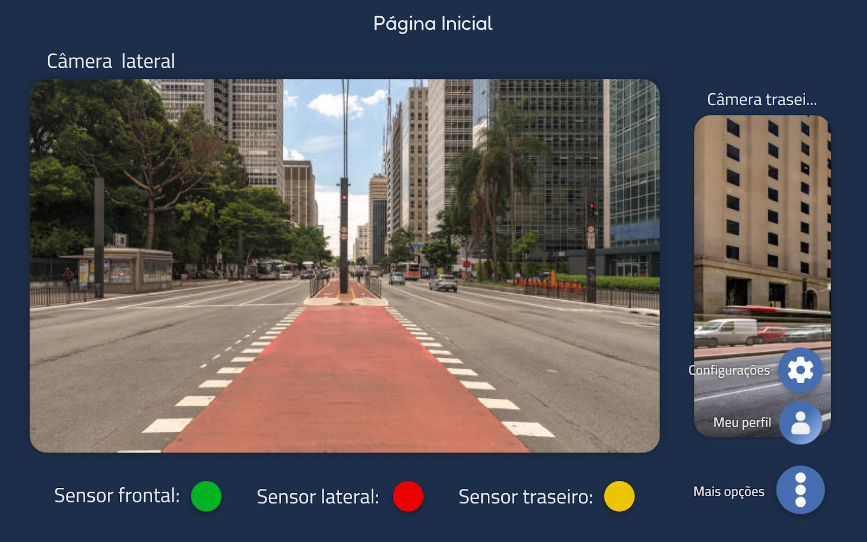 Página Inicial
Câmera lateral
Câmera trasei...
Configurações
Meu perfil
Sensor frontal:
Sensor lateral:
Sensor traseiro:
Mais opções